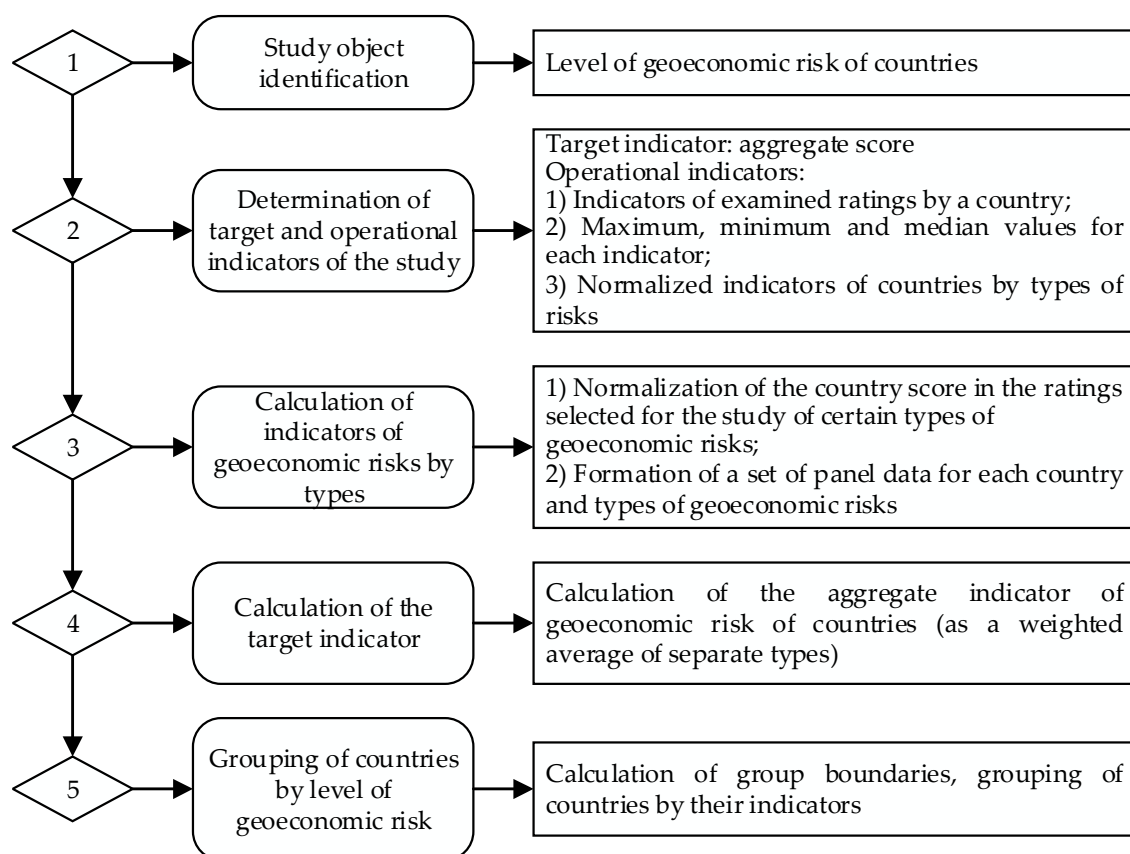 1
Study object
identification
Level of geoeconomic risk of countries
2
Determination of
target and operational
indicators of the study
Target indicator: aggregate score
Operational indicators:
1) Indicators of examined ratings by a country;
2) Maximum, minimum and median values for
each indicator;
3) Normalized indicators of countries by types of
risks
3
Calculation of
indicators of
geoeconomic risks by
types
1) Normalization of the country score in the ratings
selected for the study of certain types of
geoeconomic risks;
2) Formation of a set of panel data for each country
and types of geoeconomic risks
4
Calculation of the
target indicator
Calculation of the aggregate indicator of
geoeconomic risk of countries (as a weighted
average of separate types)
5
Grouping of countries
by level of
geoeconomic risk
Calculation of group boundaries, grouping of
countries by their indicators